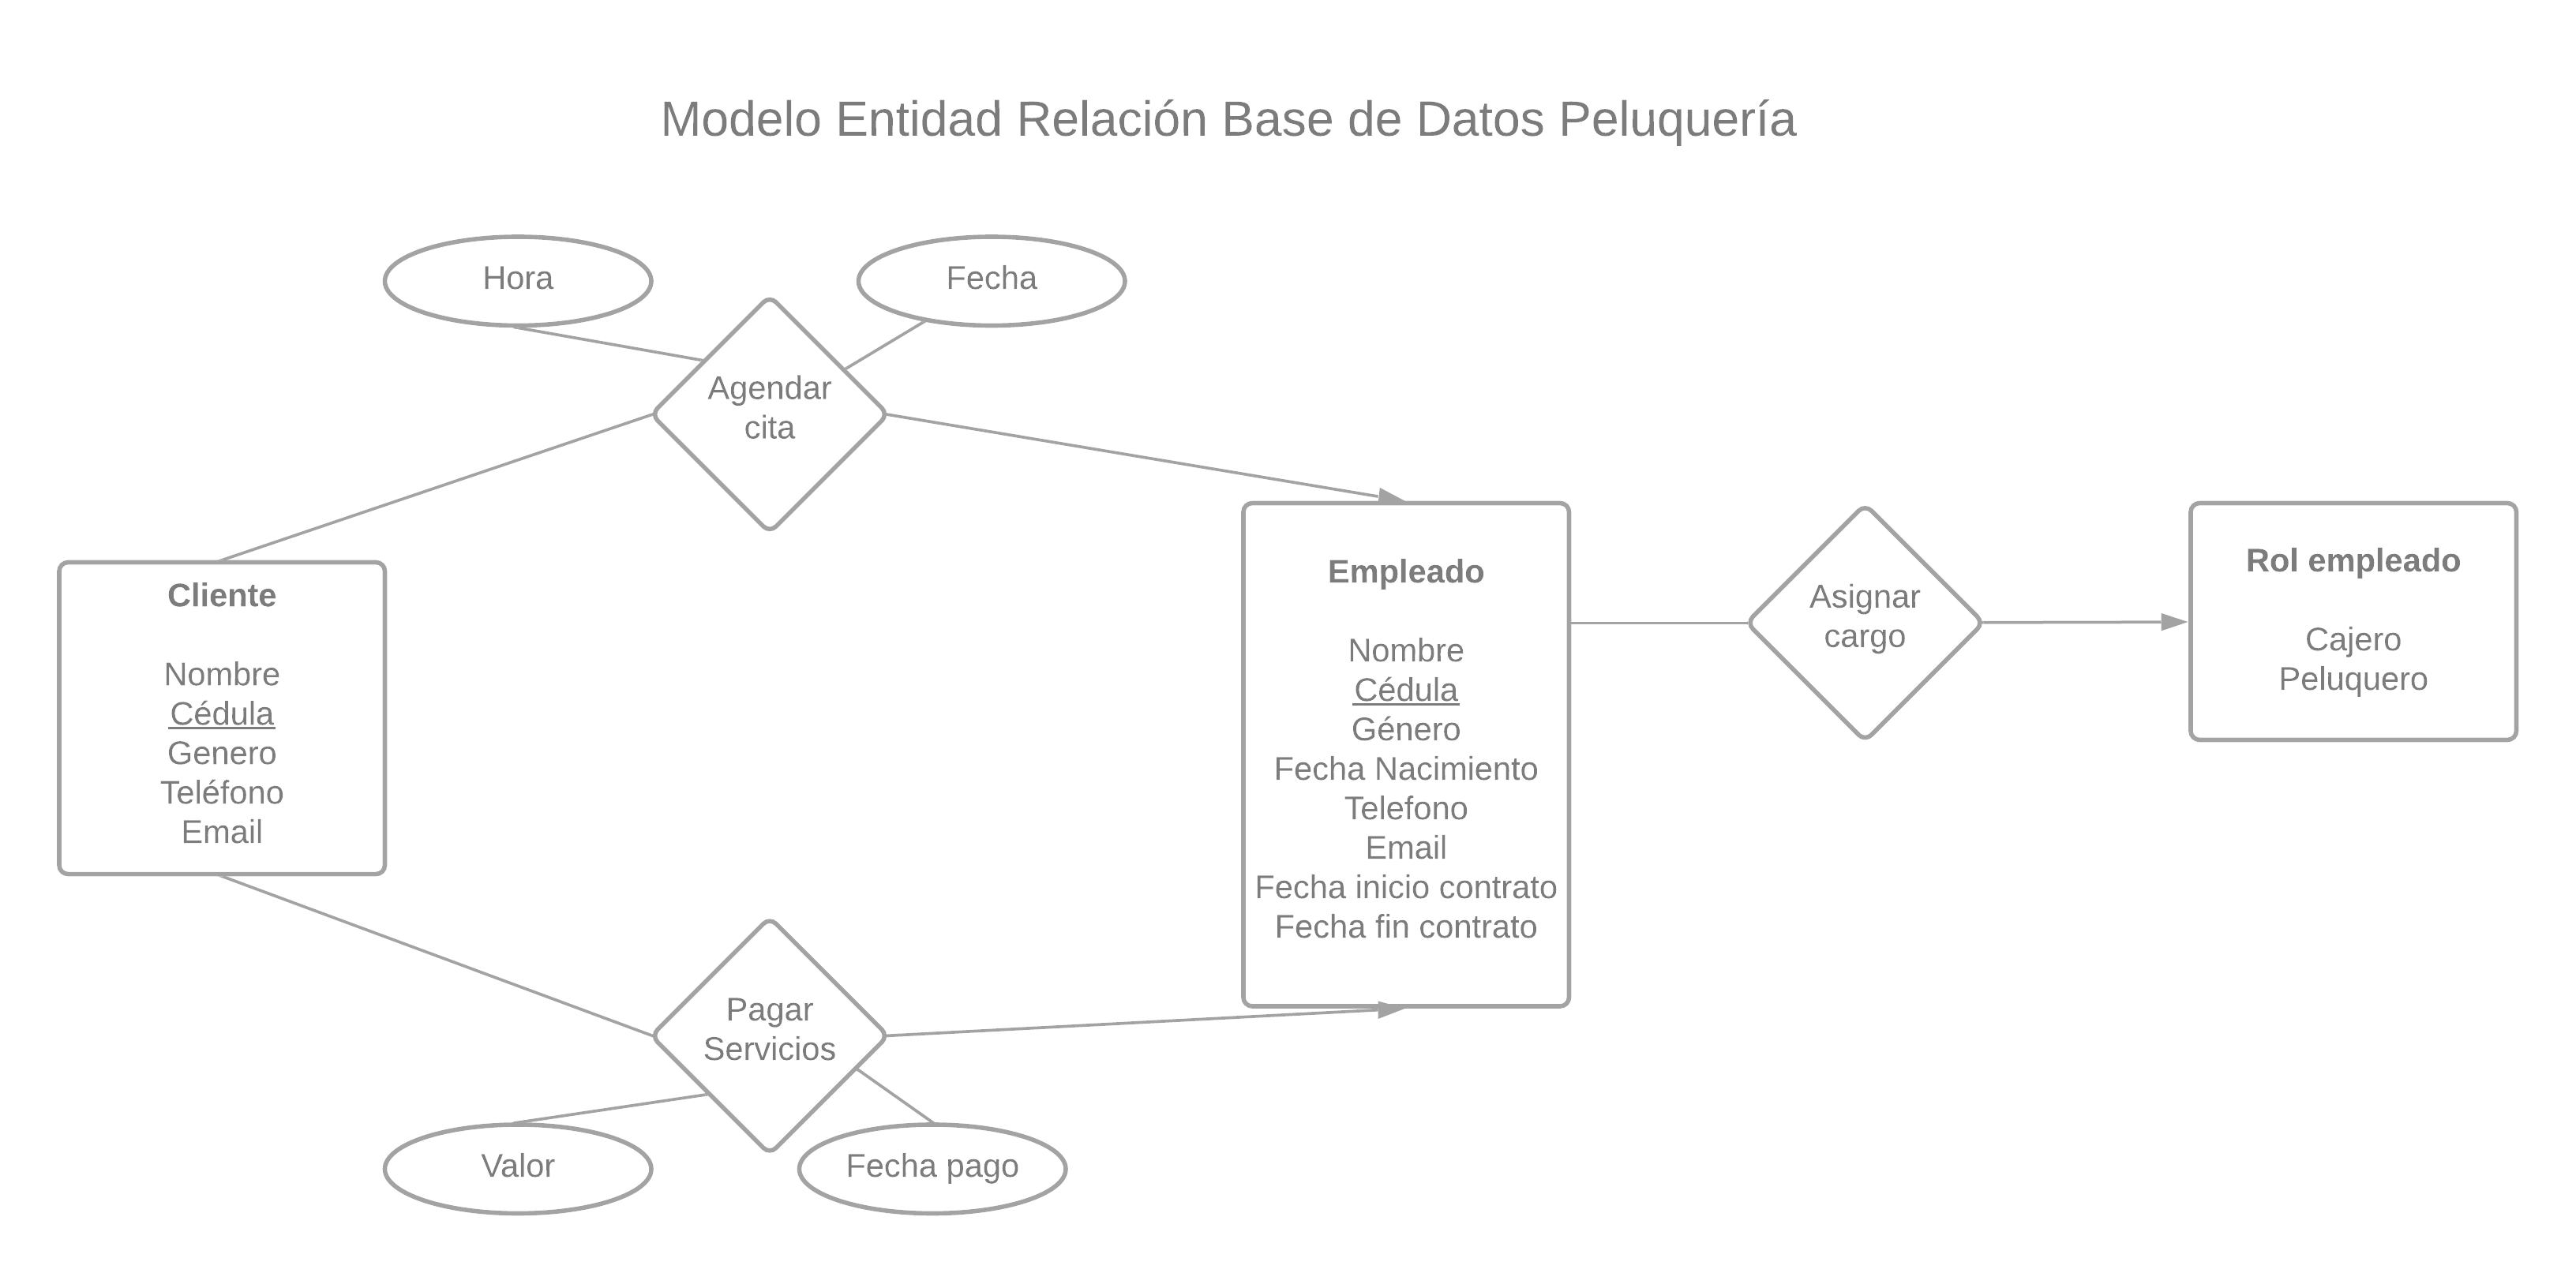 Modelo Entidad Relación Base de Datos Peluquería
Hora
Fecha
Agendar
cita
Cliente
Nombre
Cédula
Genero
Teléfono
Email
Empleado
Nombre
Cédula
Género
Fecha Nacimiento
Telefono
Email
Fecha inicio contrato
Fecha fin contrato
Asignar
cargo
Rol empleado
Cajero
Peluquero
Pagar
Servicios
Valor
Fecha pago